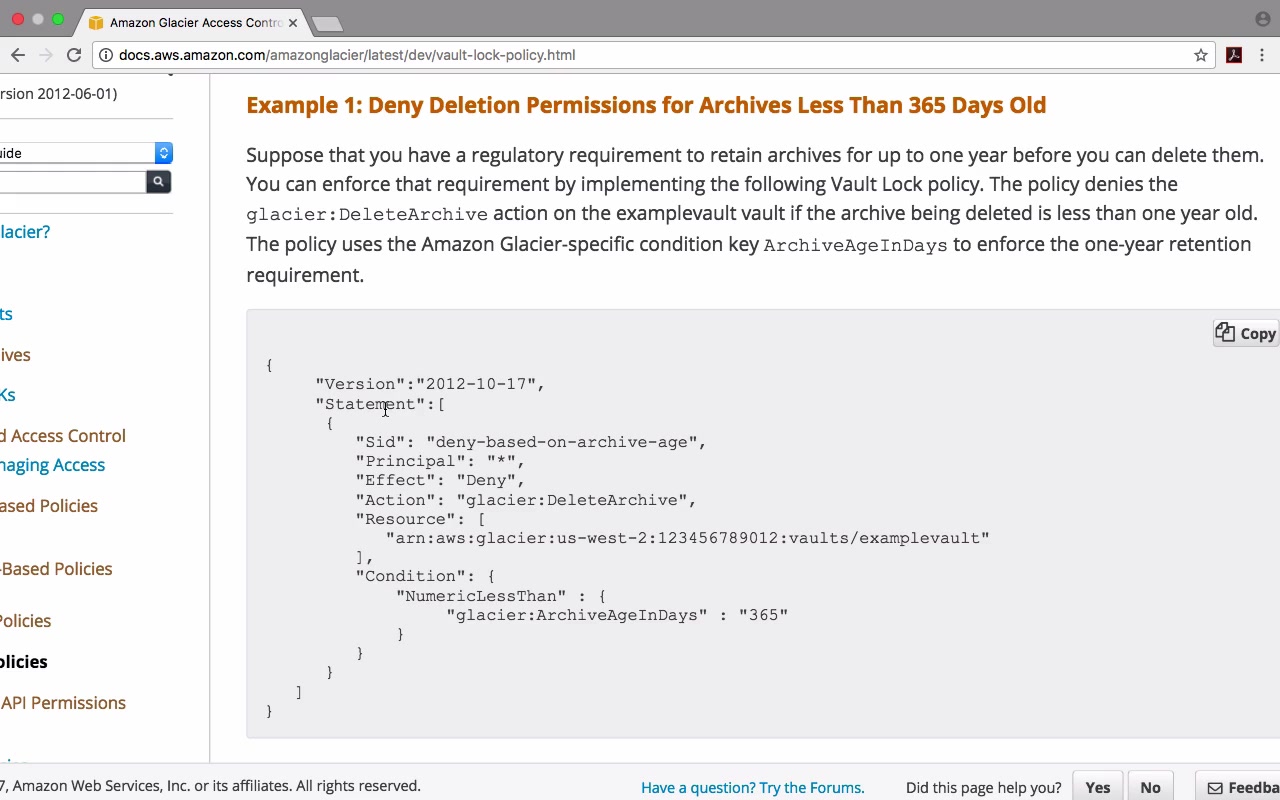 Amazon Glacier Access Contro
docs.aws.amazon.com/amazonglacier/latest/dev/vault-lock-policy.html
rsion 2012-06-01)
uide
lacier?
ts
ives
Ks
d Access Control
naging Access
ased Policies
-Based Policies
Policies
olicies
API Permissions
Example 1: Deny Deletion Permissions for Archives Less Than 365 Days Old
Suppose that you have a regulatory requirement to retain archives for up to one year before you can delete them.
You can enforce that requirement by implementing the following Vault Lock policy. The policy denies the
glacier:DeleteArchive action on the examplevault vault if the archive being deleted is less than one year old.
The policy uses the Amazon Glacier-specific condition key ArchiveAgeInDays to enforce the one-year retention
requirement.
Copy
{
"Version":"2012-10-17",
"Statement":[
{
"Sid": "deny-based-on-archive-age",
"Principal": "*",
"Effect": "Deny",
"Action": "glacier:DeleteArchive",
"Resource": [
"arn:aws:glacier:us-west-2:123456789012:vaults/examplevault"
],
"Condition": {
"NumericLessThan" : {
"glacier:ArchiveAgeInDays" : "365"
}
}
}
]
}
7, Amazon Web Services, Inc. or its affiliates. All rights reserved.
Have a question? Try the Forums.
Did this page help you?
Yes
No
Feedba